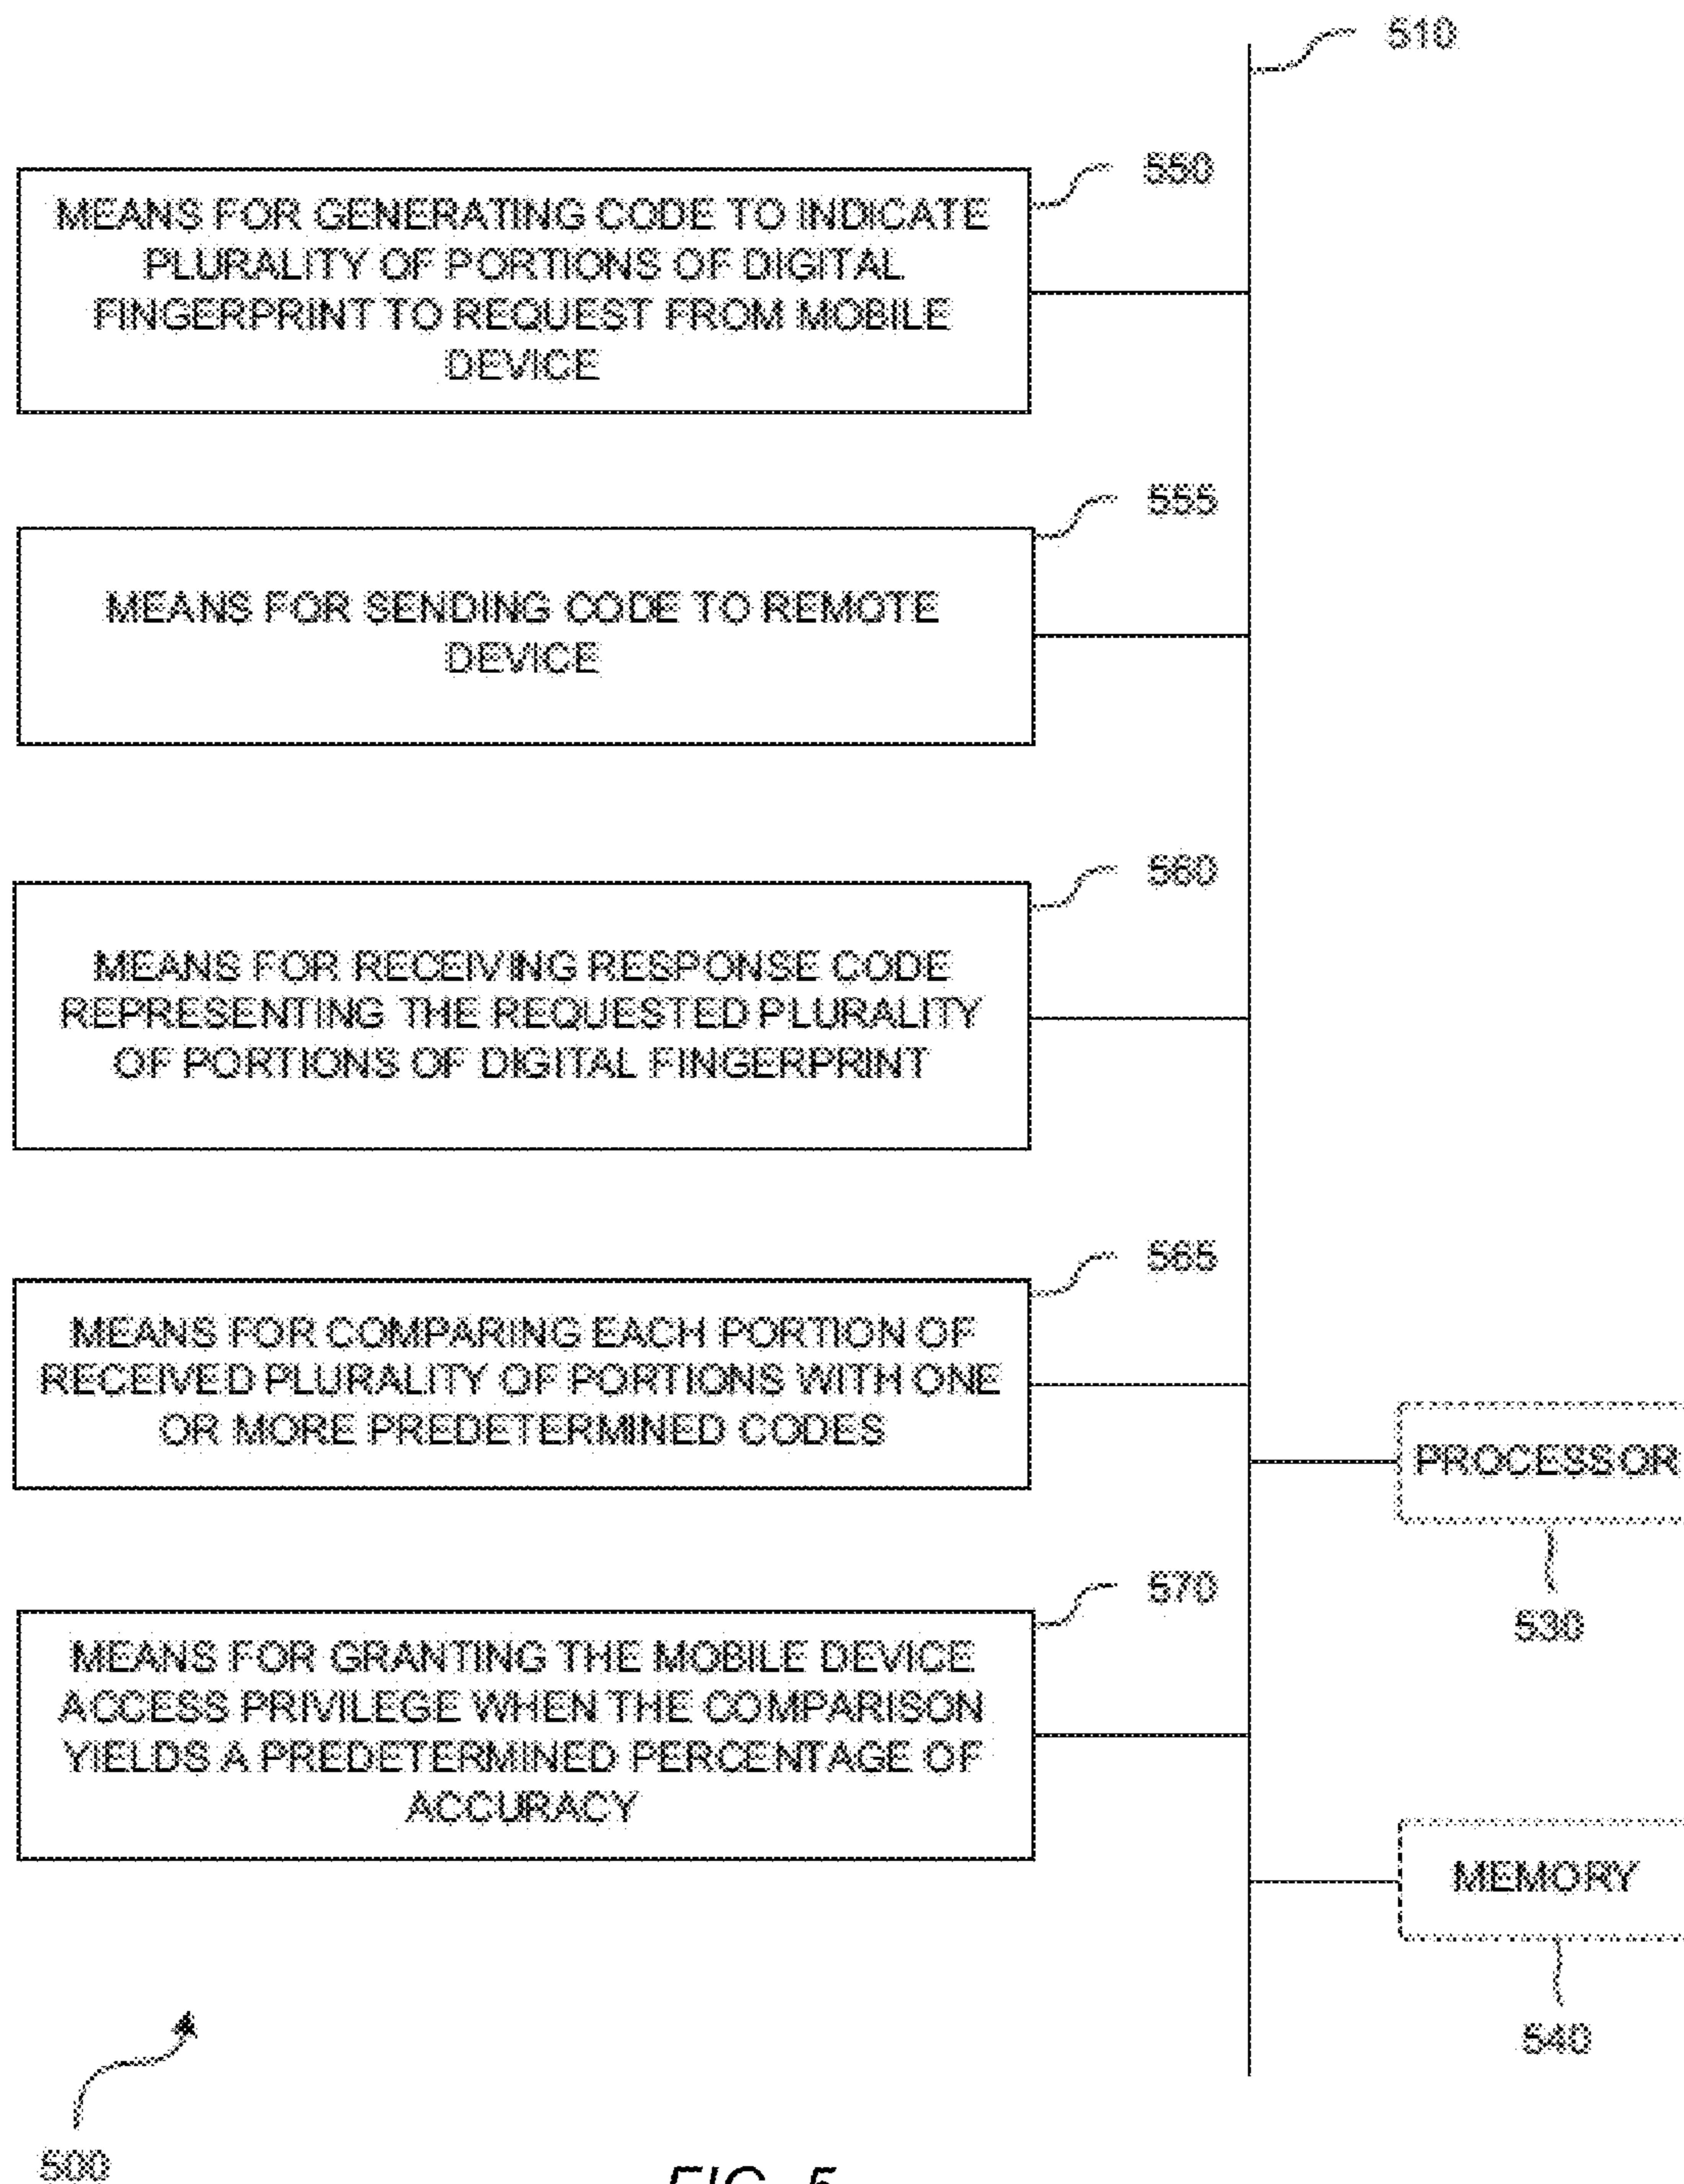 510
550
MEANS FOR GENERATING CODE TO INDICATE
PLURALITY OF PORTIONS OF DIGITAL
FINGERPRINT TO REQUEST FROM MOBILE
DEVICE
555
MEANS FOR SENDING CODE TO REMOTE
DEVICE
560
MEANS FOR RECEIVING RESPONSE CODE
REPRESENTING THE REQUESTED PLURALITY
OF PORTIONS OF DIGITAL FINGERPRINT
565
MEANS FOR COMPARING EACH PORTION OF
RECEIVED PLURALITY OF PORTIONS WITH ONE
OR MORE PREDETERMINED CODES
PROCESSOR
530
570
MEANS FOR GRANTING THE MOBILE DEVICE
ACCESS PRIVILEGE WHEN THE COMPARISON
YIELDS A PREDETERMINED PERCENTAGE OF
ACCURACY
MEMORY
540
500
FIG. 5